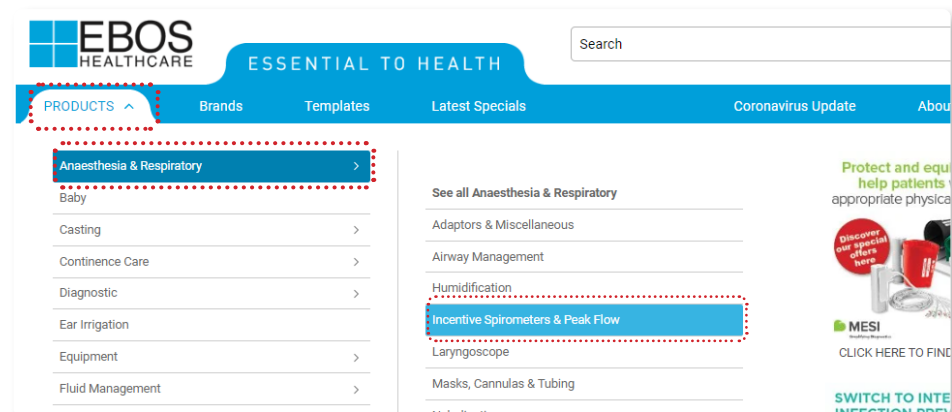 EBOS
HEALTHCARE
ESSENTIAL TO HEALTH
Search
PRODUCTS
Brands
Templates
Latest Specials
Coronavirus Update
Abou
Anaesthesia & Respiratory
Baby
Casting
Continence Care
Diagnostic
Ear Irrigation
Equipment
Fluid Management
See all Anaesthesia & Respiratory
Adaptors & Miscellaneous
Airway Management
Humidification
Incentive Spirometers & Peak Flow
Laryngoscope
Masks, Cannulas & Tubing
Protect and equi
help patients
appropriate physica
Discover
our special
offers
here
MESI
CLICK HERE TO FIND
SWITCH TO INTE